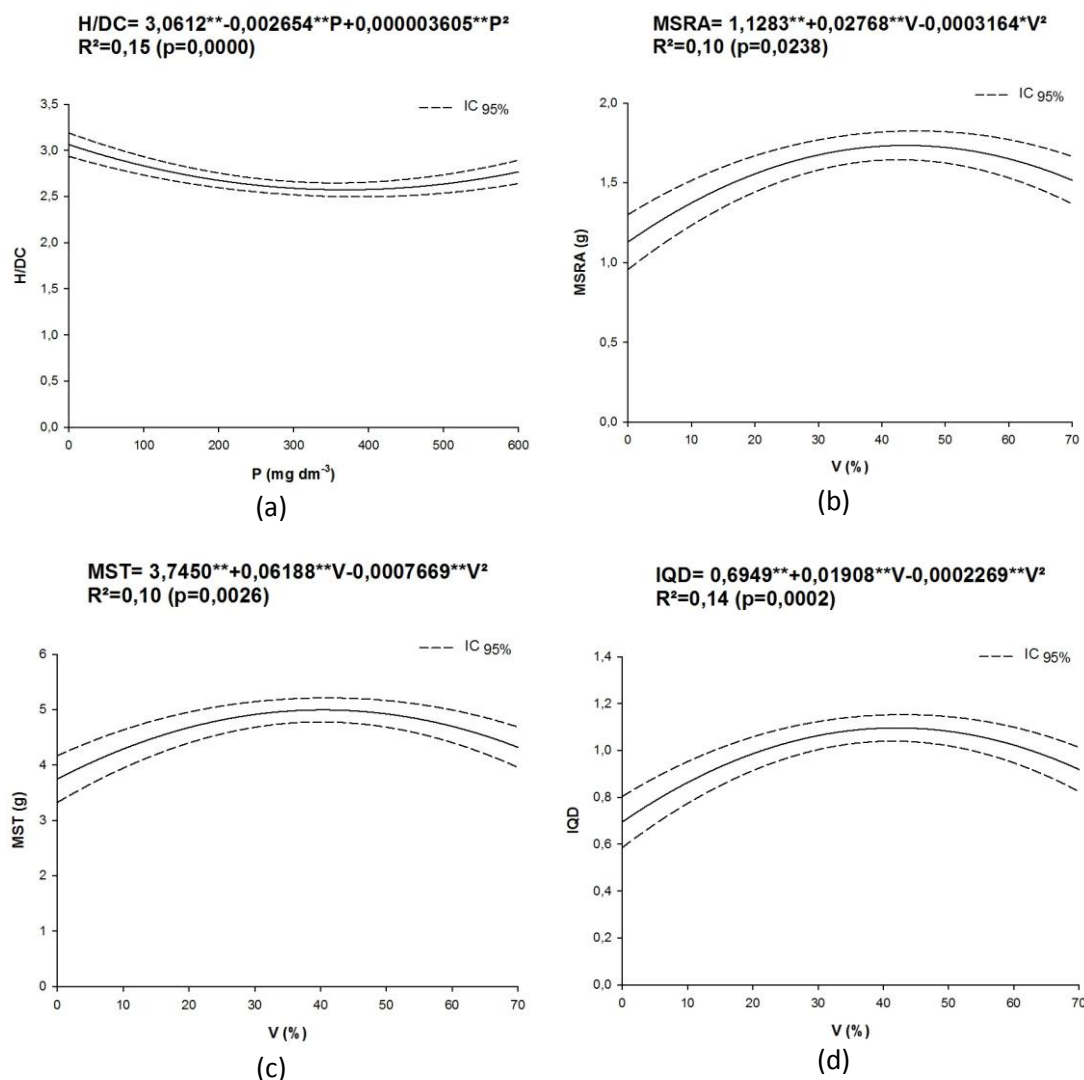 H/DC= 3,0612**-0,002654**P+0,000003605**P²
R²=0,15 (p=0,0000)
IC 95%
3,5
3,0
2,5
2,0
1,5
1,0
0,5
0,0
H/DC
0 100 200 300 400 500 600
P (mg dm⁻³)
(a)
MSRA= 1,1283**+0,02768**V-0,0003164*V²
R²=0,10 (p=0,0238)
IC 95%
2,0
1,5
1,0
0,5
0,0
MSRA (g)
0 10 20 30 40 50 60 70
V (%)
(b)
MST= 3,7450**+0,06188**V-0,0007669**V²
R²=0,10 (p=0,0026)
IC 95%
6
5
4
3
2
1
0
MST (g)
0 10 20 30 40 50 60 70
V (%)
(c)
IQD= 0,6949**+0,01908**V-0,0002269**V²
R²=0,14 (p=0,0002)
IC 95%
1,4
1,2
1,0
0,8
0,6
0,4
0,2
0,0
IQD
0 10 20 30 40 50 60 70
V (%)
(d)